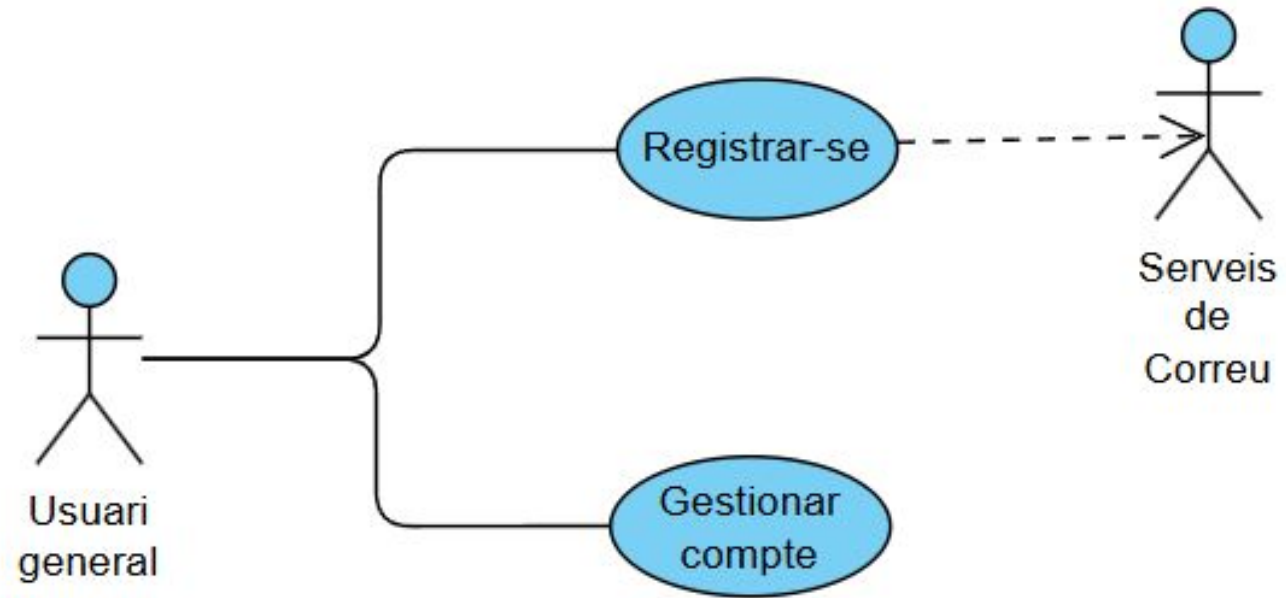 Registrar-se
Serveis
de
Correu
Usuari
general
Gestionar
compte